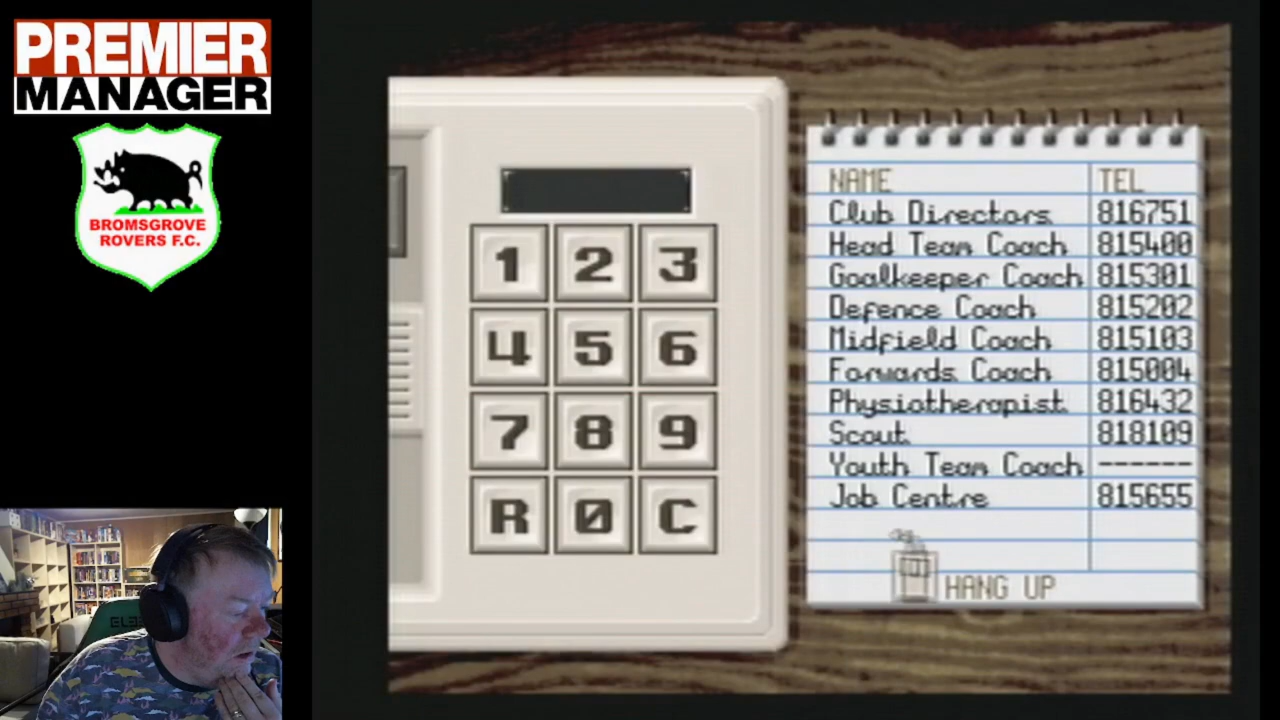 PREMIER
MANAGER
BROMSGROVE
ROVERS F.C.
1 2 3
4 5 6
7 8 9
R 0 C
NAME TEL
Club Directors 816751
Head Team Coach 815400
Goalkeeper Coach 815301
Defence Coach 815202
Midfield Coach 815103
Forwards Coach 815004
Physiotherapist 816432
Scout 818109
Youth Team Coach ------
Job Centre 815655
HANG UP